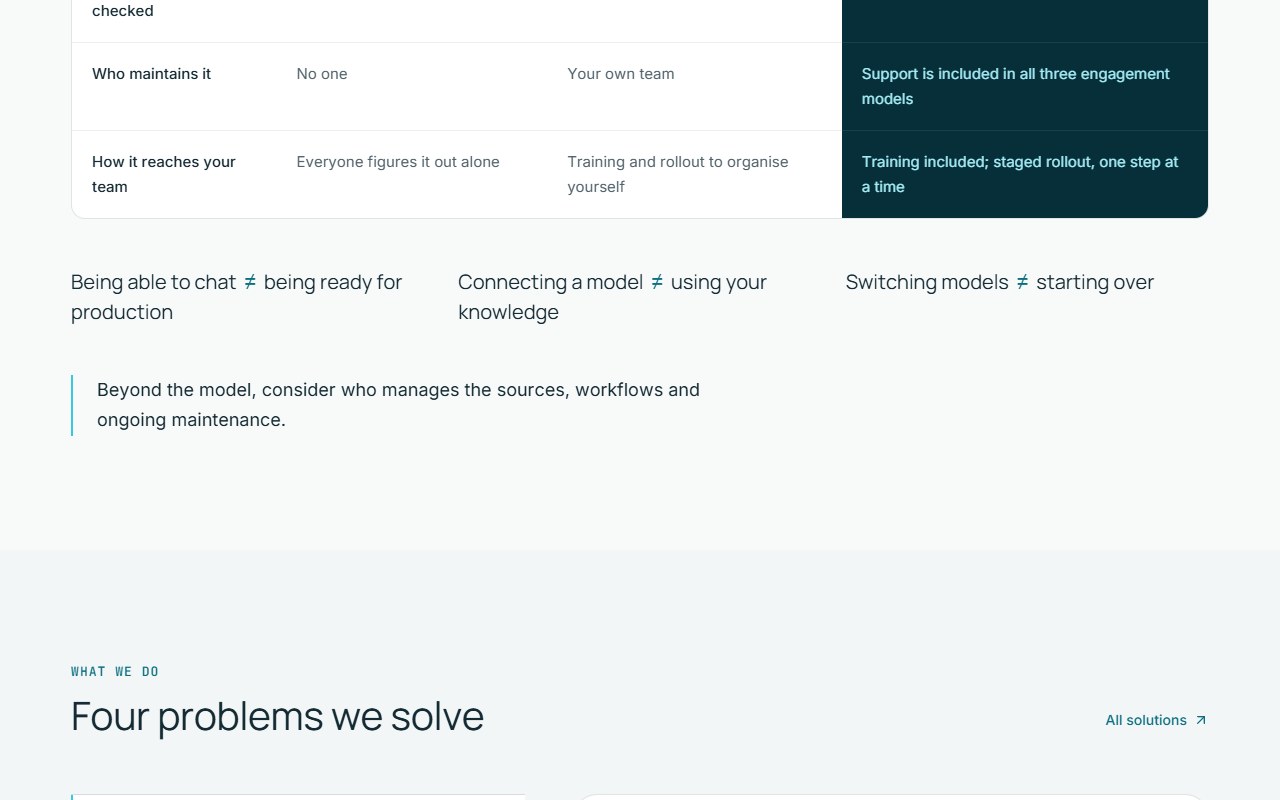 checked
Who maintains it
No one
Your own team
Support is included in all three engagement
models
How it reaches your
team
Everyone figures it out alone
Training and rollout to organise
yourself
Training included; staged rollout, one step at
a time
Being able to chat ≠ being ready for
production
Connecting a model ≠ using your
knowledge
Switching models ≠ starting over
Beyond the model, consider who manages the sources, workflows and
ongoing maintenance.
WHAT WE DO
Four problems we solve
All solutions